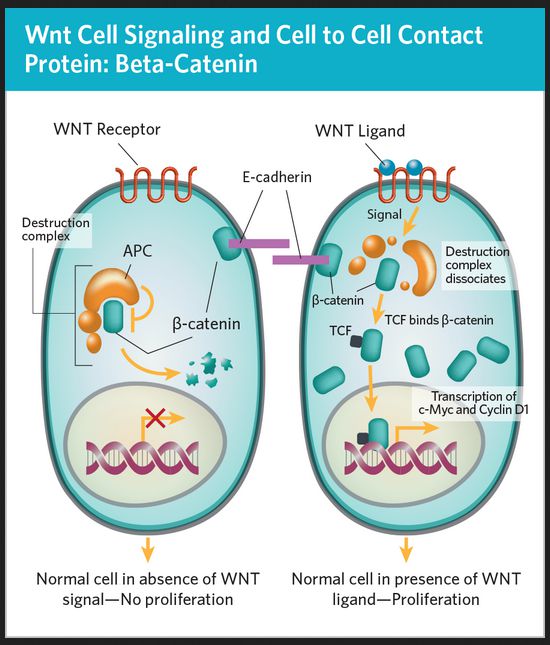 Wnt Cell Signaling and Cell to Cell Contact
Protein: Beta-Catenin
WNT Receptor
WNT Ligand
E-cadherin
Signal
Destruction
complex
APC
Destruction
complex
dissociates
β-catenin
β-catenin
TCF
TCF binds β-catenin
Transcription of
c-Myc and Cyclin D1
Normal cell in absence of WNT
signal—No proliferation
Normal cell in presence of WNT
ligand—Proliferation